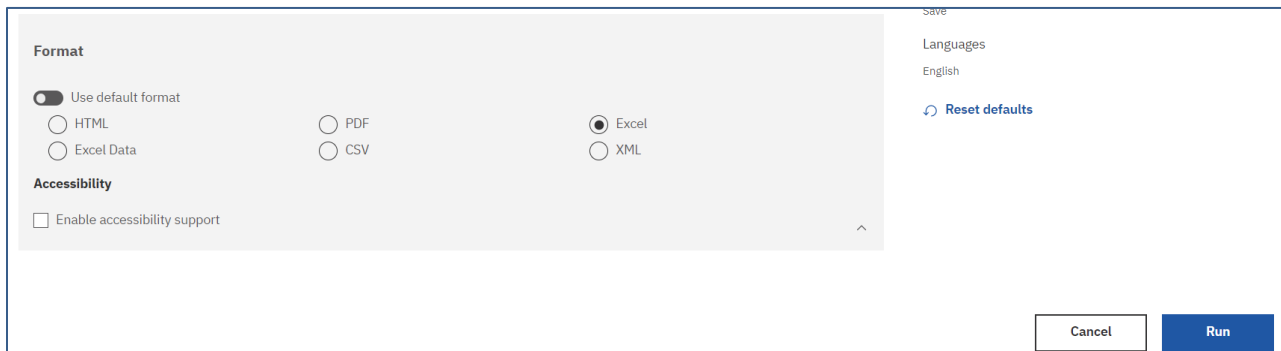 Format
Use default format
HTML
PDF
Excel
Excel Data
CSV
XML
Accessibility
Enable accessibility support
Save
Languages
English
Reset defaults
Cancel
Run